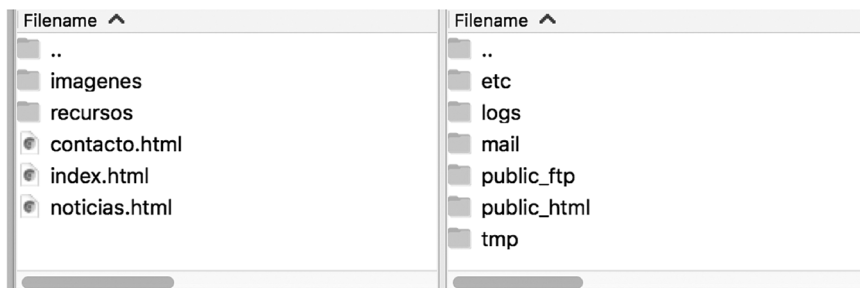 Filename
..
imagenes
recursos
contacto.html
index.html
noticias.html
Filename
..
etc
logs
mail
public_ftp
public_html
tmp